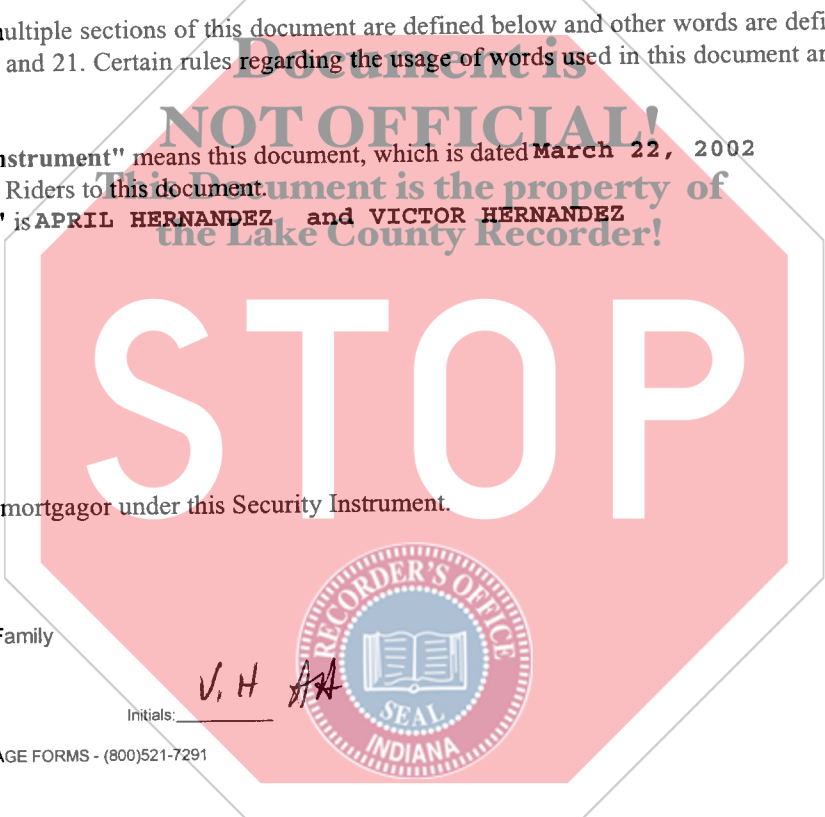 ultiple sections of this document are defined below and other words are defi
and 21. Certain rules regarding the usage of words used in this document ar
Document is
NOT OFFICIAL!
This Document is the property of
the Lake County Recorder!
nstrument" means this document, which is dated March 22, 2002
Riders to this document.
" is APRIL HERNANDEZ and VICTOR HERNANDEZ
STOP
mortgagor under this Security Instrument.
RECORDER'S OFFICE
SEAL
INDIANA
Family
V. H AH
Initials:
AGE FORMS - (800)521-7291